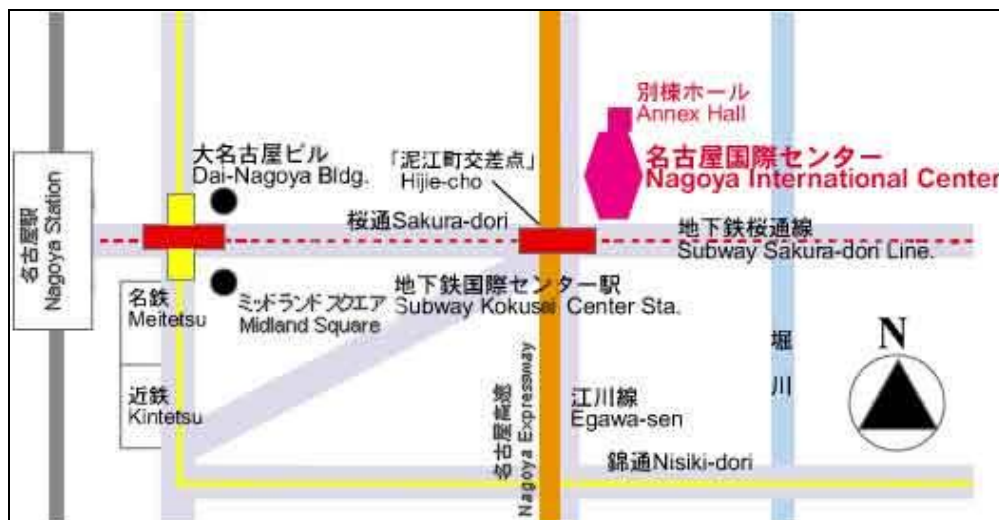 別棟ホール
Annex Hall
名古屋国際センター
Nagoya International Center
大名古屋ビル
Dai-Nagoya Bldg.
「泥江町交差点」
Hijie-cho
名古屋駅
Nagoya Station
桜通Sakura-dori
地下鉄桜通線
Subway Sakura-dori Line.
名鉄
Meitetsu
ミッドランド スクエア
Midland Square
地下鉄国際センター駅
Subway Kokusai Center Sta.
堀川
N
近鉄
Kintetsu
名古屋高速
Nagoya Expressway
江川線
Egawa-sen
錦通Nisiki-dori